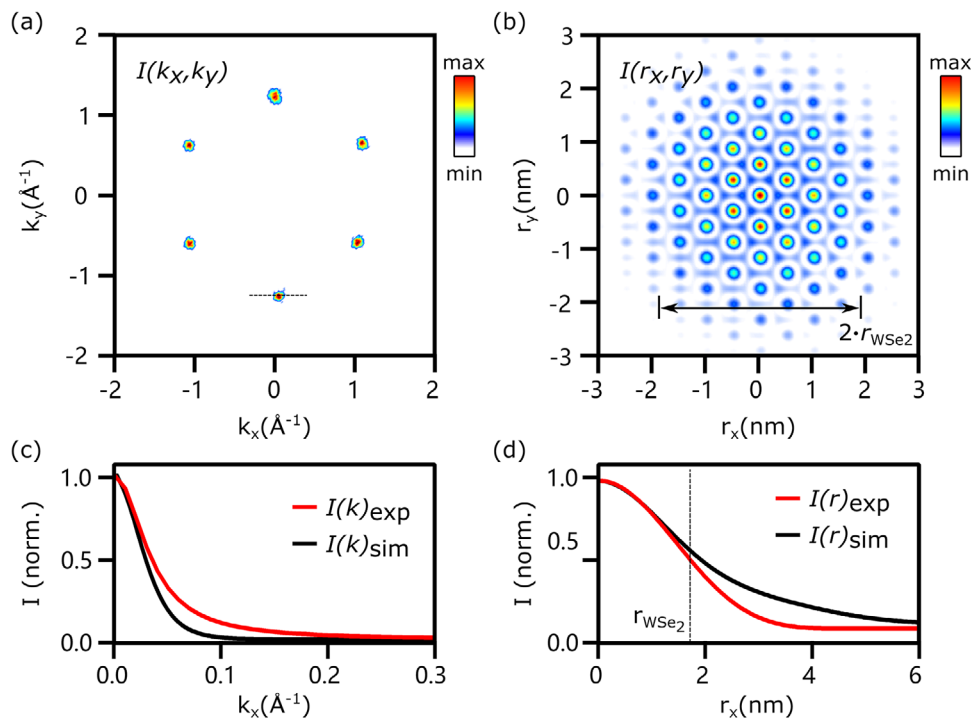 (a)
I(kx,ky)
max
min
2
1
0
-1
-2
ky(Å-1)
-2
-1
0
1
2
kx(Å-1)
(b)
I(rx,ry)
max
min
3
2
1
0
-1
-2
-3
ry(nm)
2·rWSe2
-3
-2
-1
0
1
2
3
rx(nm)
(c)
1.0
0.5
0.0
I (norm.)
I(k)exp
I(k)sim
0.0
0.1
0.2
0.3
kx(Å-1)
(d)
1.0
0.5
0.0
I (norm.)
I(r)exp
I(r)sim
rWSe2
0
2
4
6
rx(nm)